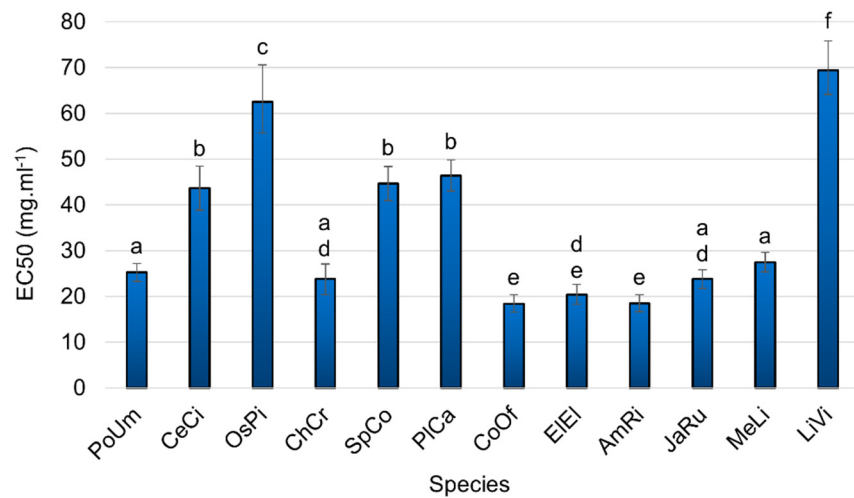 80
70
60
50
40
30
20
10
0
EC50 (mg.ml-1)
a
b
c
a
d
b
b
e
d
e
e
a
d
a
f
PoUm
CeCi
OsPi
ChCr
SpCo
PlCa
CoOf
ElEl
AmRi
JaRu
MeLi
LiVi
Species